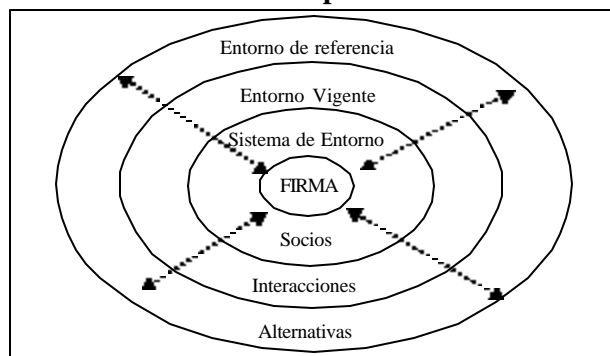 Entorno de referencia
Entorno Vigente
Sistema de Entorno
FIRMA
Socios
Interacciones
Alternativas